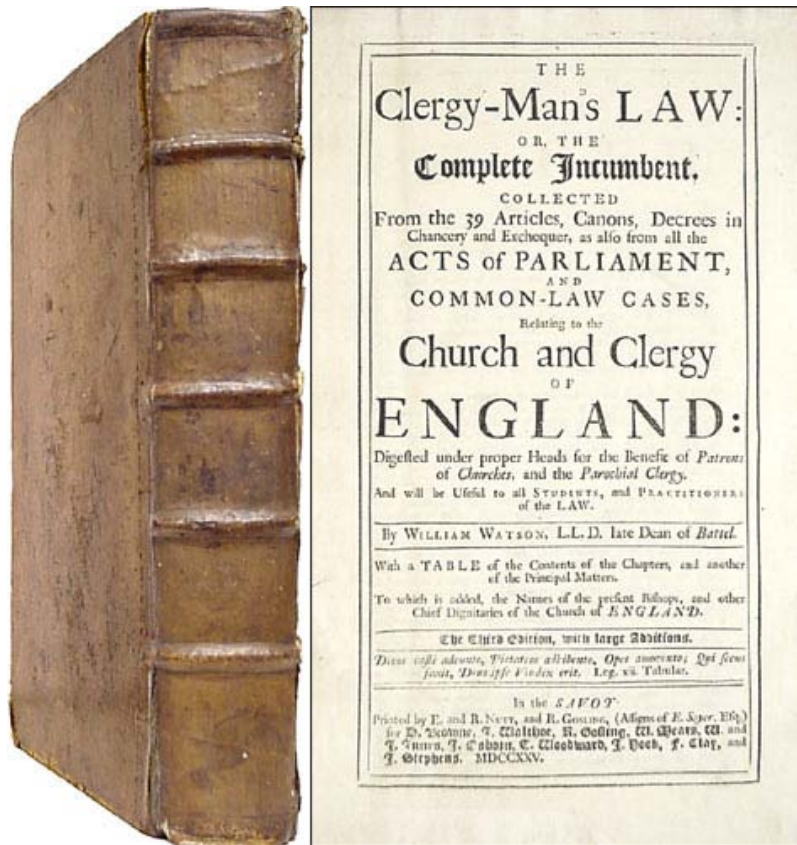 THE
Clergy-Man's LAW:
OR, THE
Complete Incumbent,
COLLECTED
From the 39 Articles, Canons, Decrees in
Chancery and Exchequer, as also from all the
ACTS of PARLIAMENT,
AND
COMMON-LAW CASES,
Relating to the
Church and Clergy
OF
ENGLAND:
Digested under proper Heads for the Benefit of Patrons
of Churches, and the Parochial Clergy.
And will be Useful to all STUDENTS, and PRACTITIONERS
of the LAW.
By WILLIAM WATSON, L.L.D. late Dean of Battel.
With a TABLE of the Contents of the Chapters, and another
of the Principal Matters.
To which is added, the Names of the present Bishops, and other
Chief Dignitaries of the Church of ENGLAND.
The Third Edition, with large Additions.
Deos casti adeunto, Pietatem adhibento, Opes amovento; Qui secus
faxit, Deus ipse Vindex erit. Leg. xii. Tabular.
In the SAVOY:
Printed by E. and R. NUTT, and R. GOSLING, (Assigns of E. Sayer, Esq;)
for D. Browne, J. Walthoe, R. Gosling, W. Mears, W. and
J. Innys, J. Osborn, T. Woodward, J. Hook, F. Clay, and
J. Stephens. MDCCXXV.